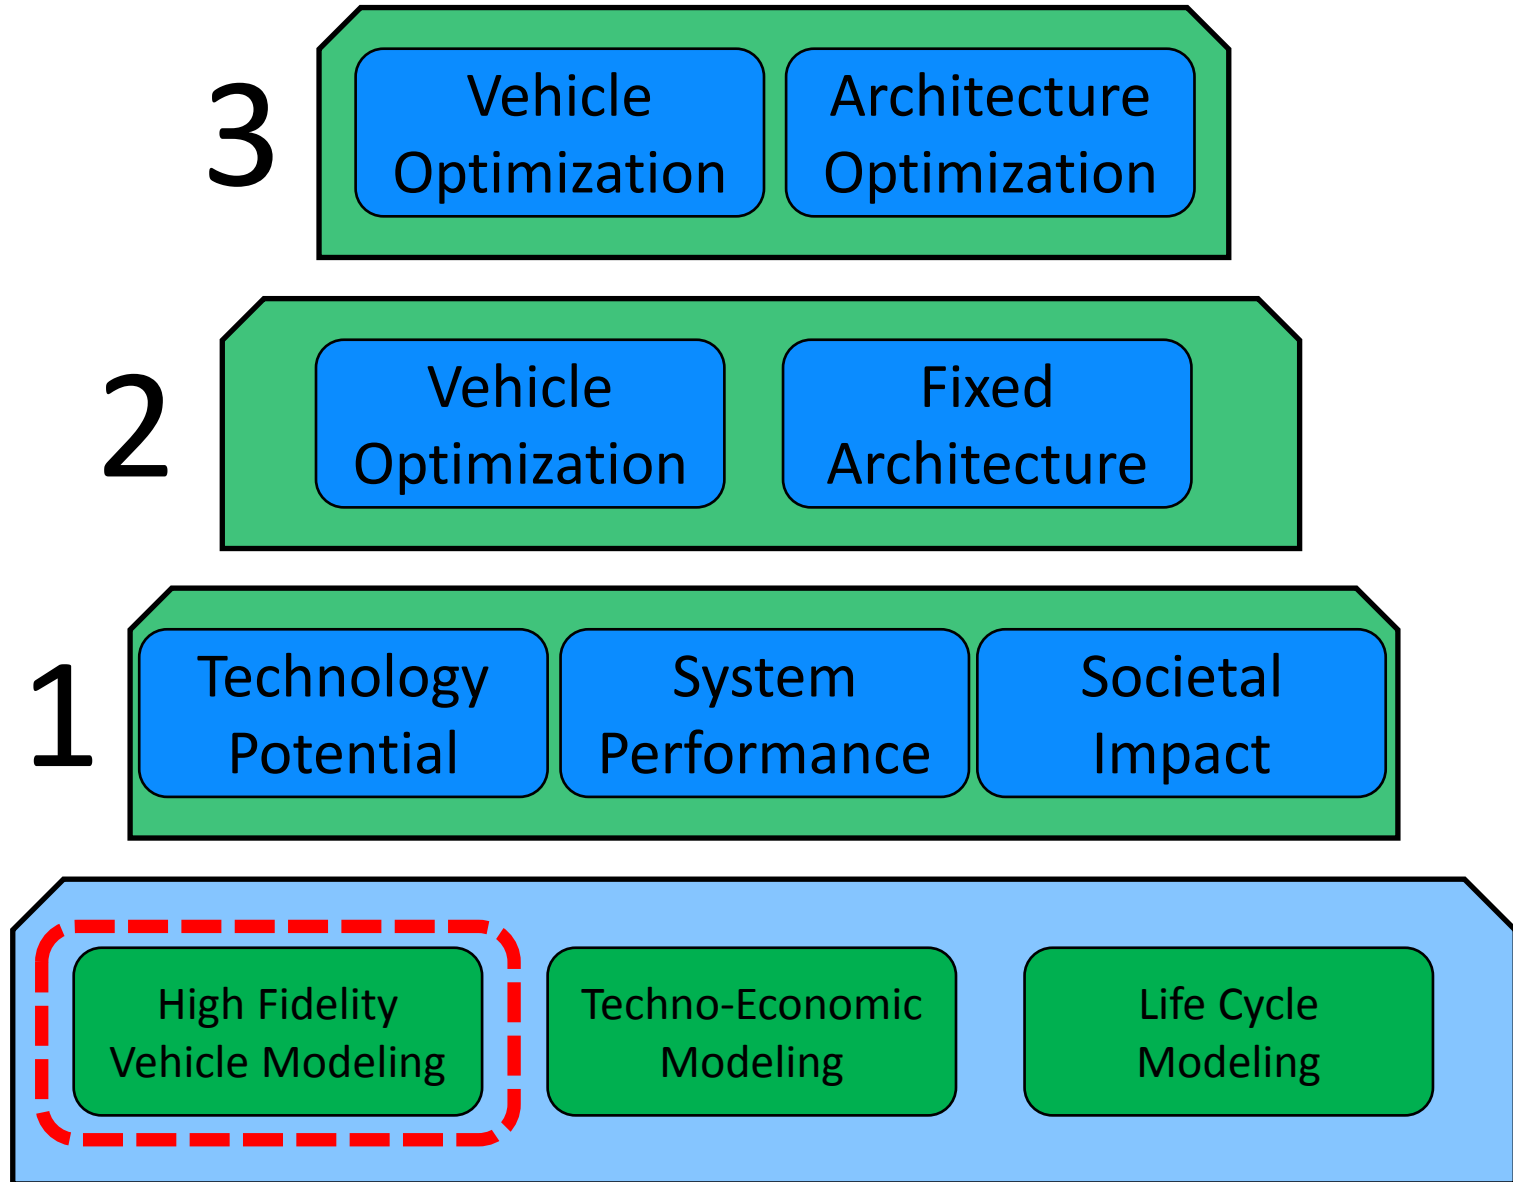 3
Vehicle
Optimization
Architecture
Optimization
2
Vehicle
Optimization
Fixed
Architecture
1
Technology
Potential
System
Performance
Societal
Impact
High Fidelity
Vehicle Modeling
Techno-Economic
Modeling
Life Cycle
Modeling